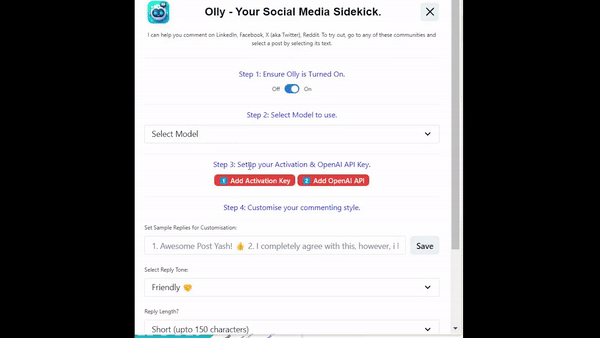 Olly - Your Social Media Sidekick.
I can help you comment on LinkedIn, Facebook, X (aka Twitter), Reddit. To try out, go to any of these communities and
select a post by selecting its text.
Step 1: Ensure Olly is Turned On.
Off On
Step 2: Select Model to use.
Select Model
Step 3: Setup your Activation & OpenAI API Key.
1 Add Activation Key 2 Add OpenAI API
Step 4: Customise your commenting style.
Set Sample Replies for Customisation:
1. Awesome Post Yash! 👍 2. I completely agree with this, however, i Save
Select Reply Tone:
Friendly 🤝
Reply Length?
Short (upto 150 characters)